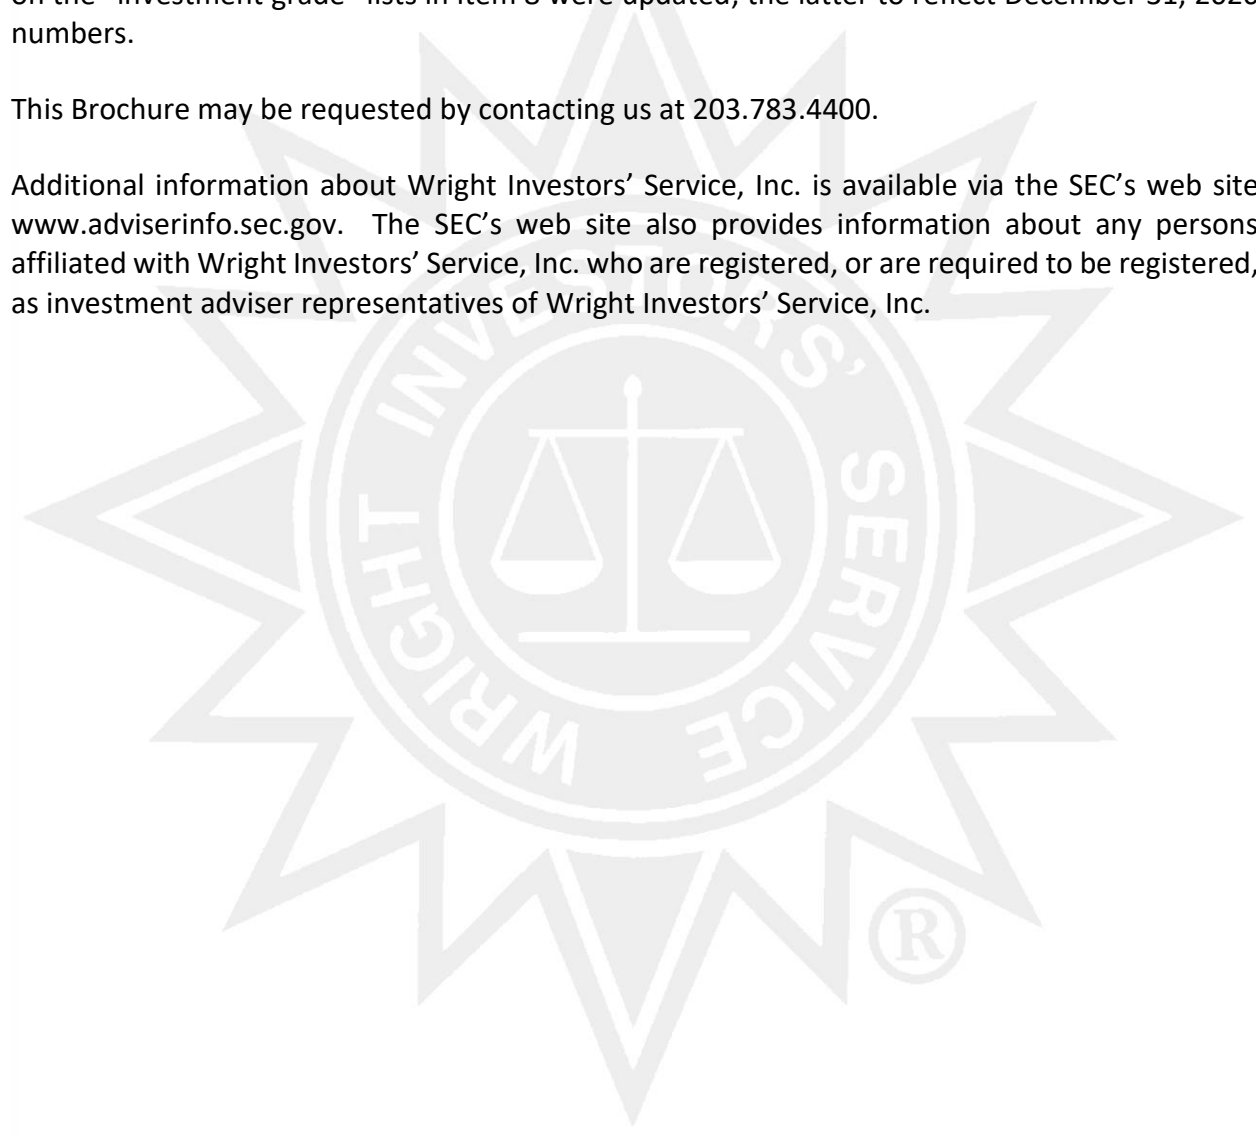 on the "investment grade" lists in Item 8 were updated, the latter to reflect December 31, 2020
numbers.
This Brochure may be requested by contacting us at 203.783.4400.
Additional information about Wright Investors’ Service, Inc. is available via the SEC’s web site
www.adviserinfo.sec.gov. The SEC’s web site also provides information about any persons
affiliated with Wright Investors’ Service, Inc. who are registered, or are required to be registered,
as investment adviser representatives of Wright Investors’ Service, Inc.
WRIGHT INVESTORS’ SERVICE
®